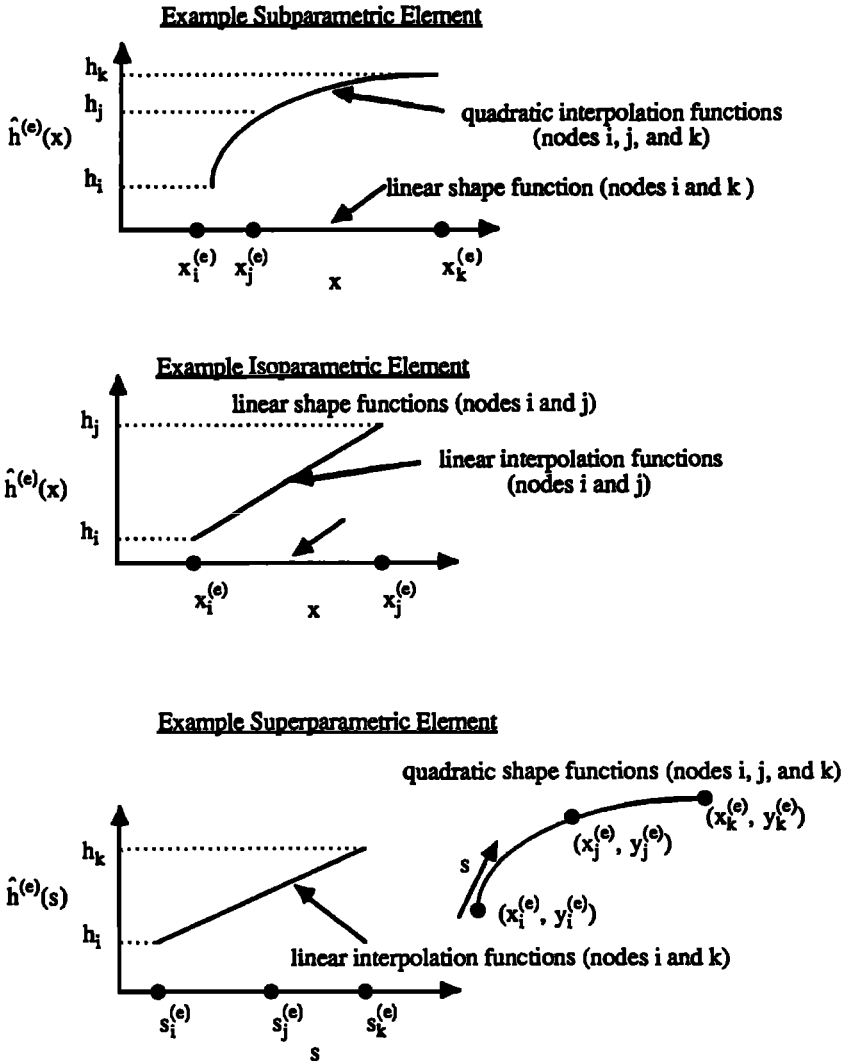 Example Subparametric Element
h_k
h_j
ĥ^(e)(x)
quadratic interpolation functions
(nodes i, j, and k)
h_i
linear shape function (nodes i and k )
x_i^(e) x_j^(e) x_k^(e)
x
Example Isoparametric Element
linear shape functions (nodes i and j)
h_j
linear interpolation functions
(nodes i and j)
ĥ^(e)(x)
h_i
x_i^(e) x_j^(e)
x
Example Superparametric Element
quadratic shape functions (nodes i, j, and k)
(x_k^(e), y_k^(e))
(x_j^(e), y_j^(e))
h_k
s
ĥ^(e)(s)
(x_i^(e), y_i^(e))
h_i
linear interpolation functions (nodes i and k)
s_i^(e) s_j^(e) s_k^(e)
s